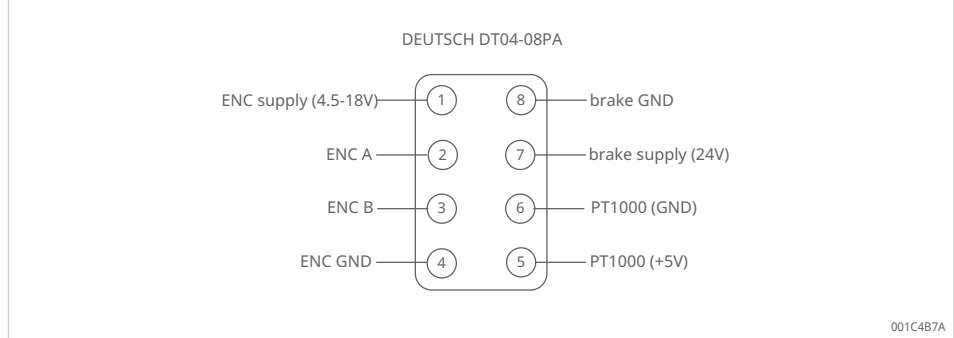 DEUTSCH DT04-08PA
ENC supply (4.5-18V) 1 8 brake GND
ENC A 2 7 brake supply (24V)
ENC B 3 6 PT1000 (GND)
ENC GND 4 5 PT1000 (+5V)
001C4B7A